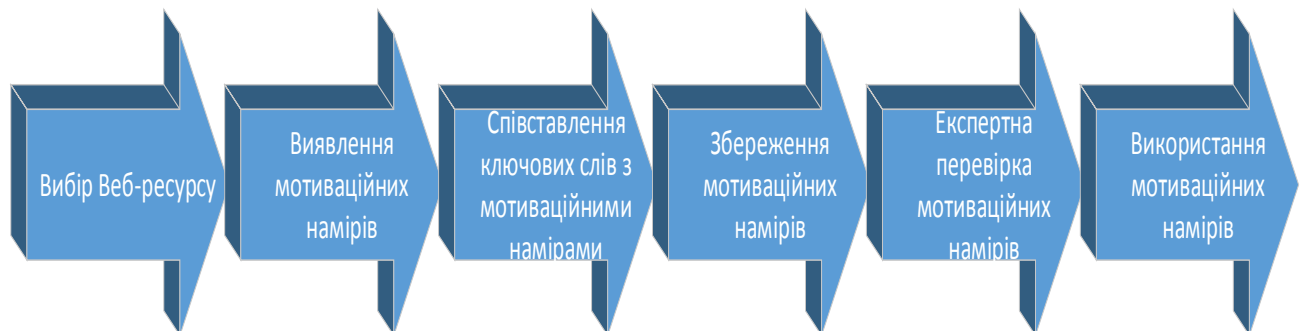 Вибір Веб-ресурсу
Виявлення
мотиваційних
намірів
Співставлення
ключових слів з
мотиваційними
намірами
Збереження
мотиваційних
намірів
Експертна
перевірка
мотиваційних
намірів
Використання
мотиваційних
намірів